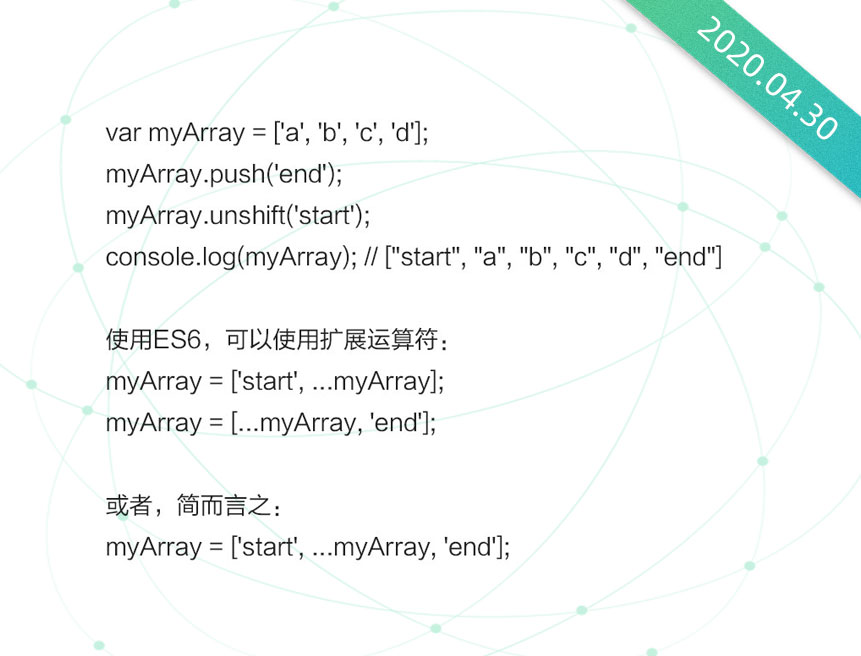 2020.04.30
var myArray = ['a', 'b', 'c', 'd'];
myArray.push('end');
myArray.unshift('start');
console.log(myArray); // ["start", "a", "b", "c", "d", "end"]
使用ES6，可以使用扩展运算符：
myArray = ['start', ...myArray];
myArray = [...myArray, 'end'];
或者，简而言之：
myArray = ['start', ...myArray, 'end'];